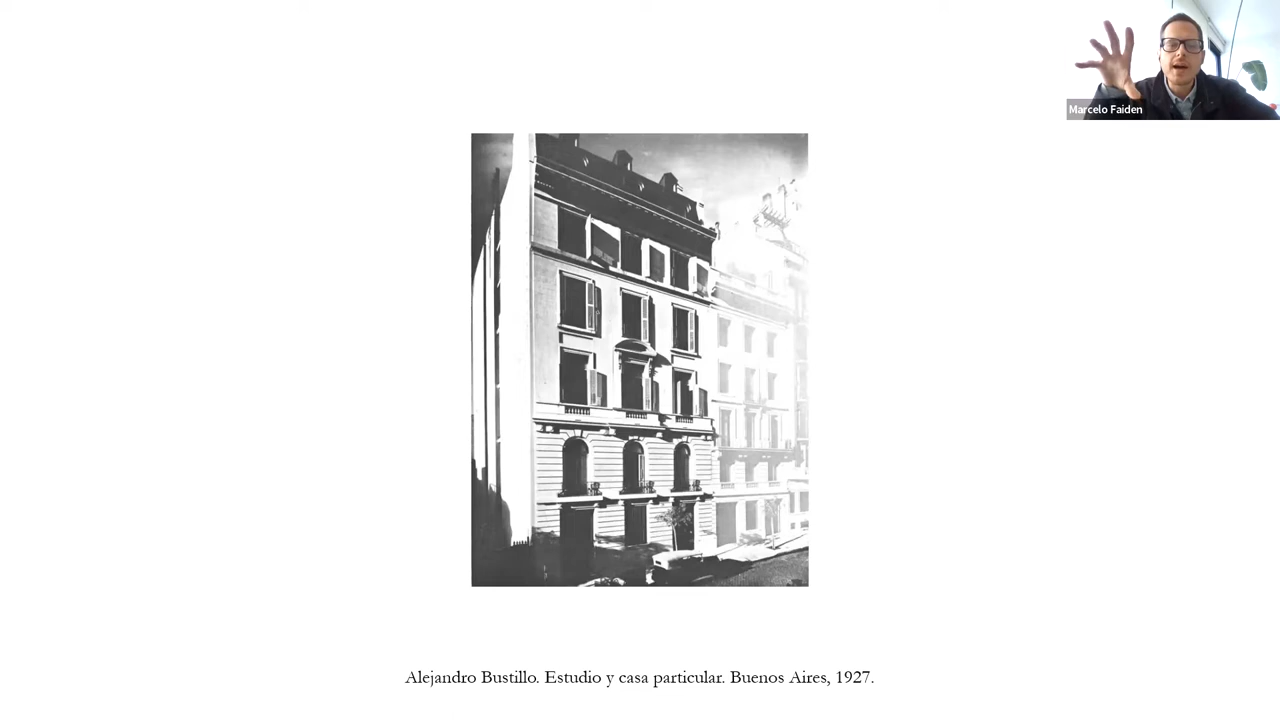 Marcelo Faiden
Alejandro Bustillo. Estudio y casa particular. Buenos Aires, 1927.